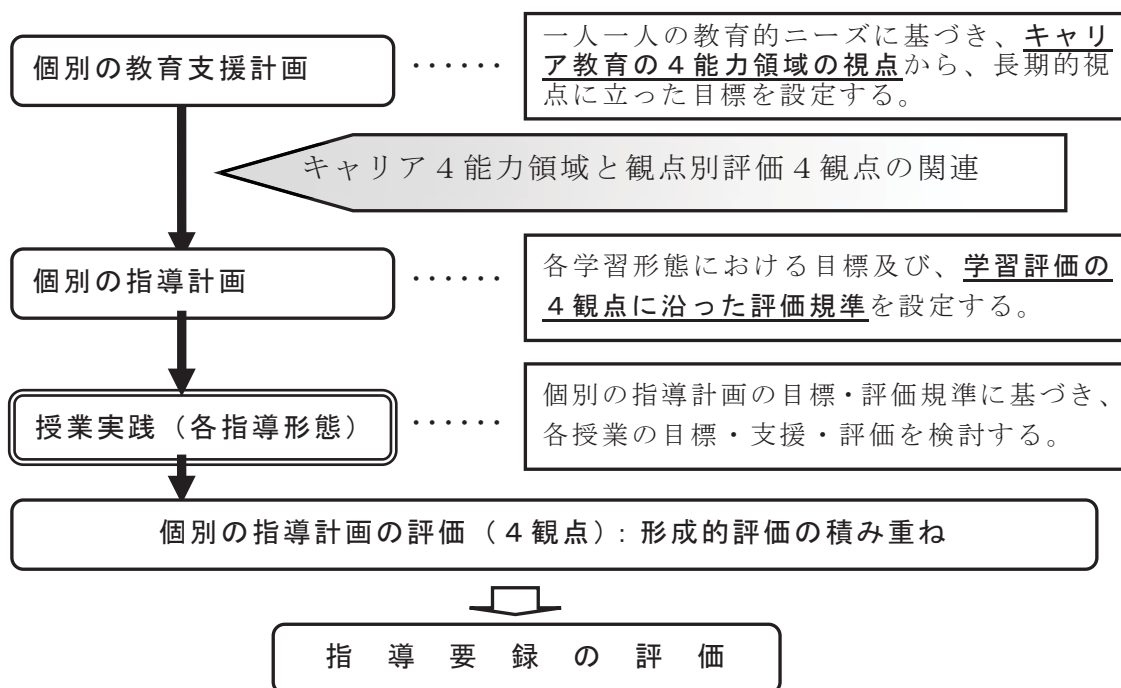 個別の教育支援計画
・・・・・・
一人一人の教育的ニーズに基づき、キャリ
ア教育の４能力領域の視点から、長期的視
点に立った目標を設定する。
キャリア４能力領域と観点別評価４観点の関連
個別の指導計画
・・・・・・
各学習形態における目標及び、学習評価の
４観点に沿った評価規準を設定する。
授業実践（各指導形態）
・・・・・・
個別の指導計画の目標・評価規準に基づき、
各授業の目標・支援・評価を検討する。
個別の指導計画の評価（４観点）：形成的評価の積み重ね
指導要録の評価